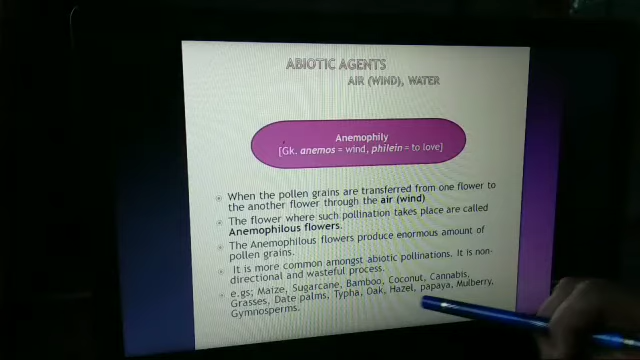 ABIOTIC AGENTS
AIR (WIND), WATER
Anemophily
[Gk. anemos = wind, philein = to love]
When the pollen grains are transferred from one flower to
the another flower through the air (wind)
The flower where such pollination takes place are called
Anemophilous flowers.
The Anemophilous flowers produce enormous amount of
pollen grains.
It is more common amongst abiotic pollinations. It is non-
directional and wasteful process.
e.gs; Maize, Sugarcane, Bamboo, Coconut, Cannabis,
Grasses, Date palms, Typha, Oak, Hazel, papaya, Mulberry,
Gymnosperms.